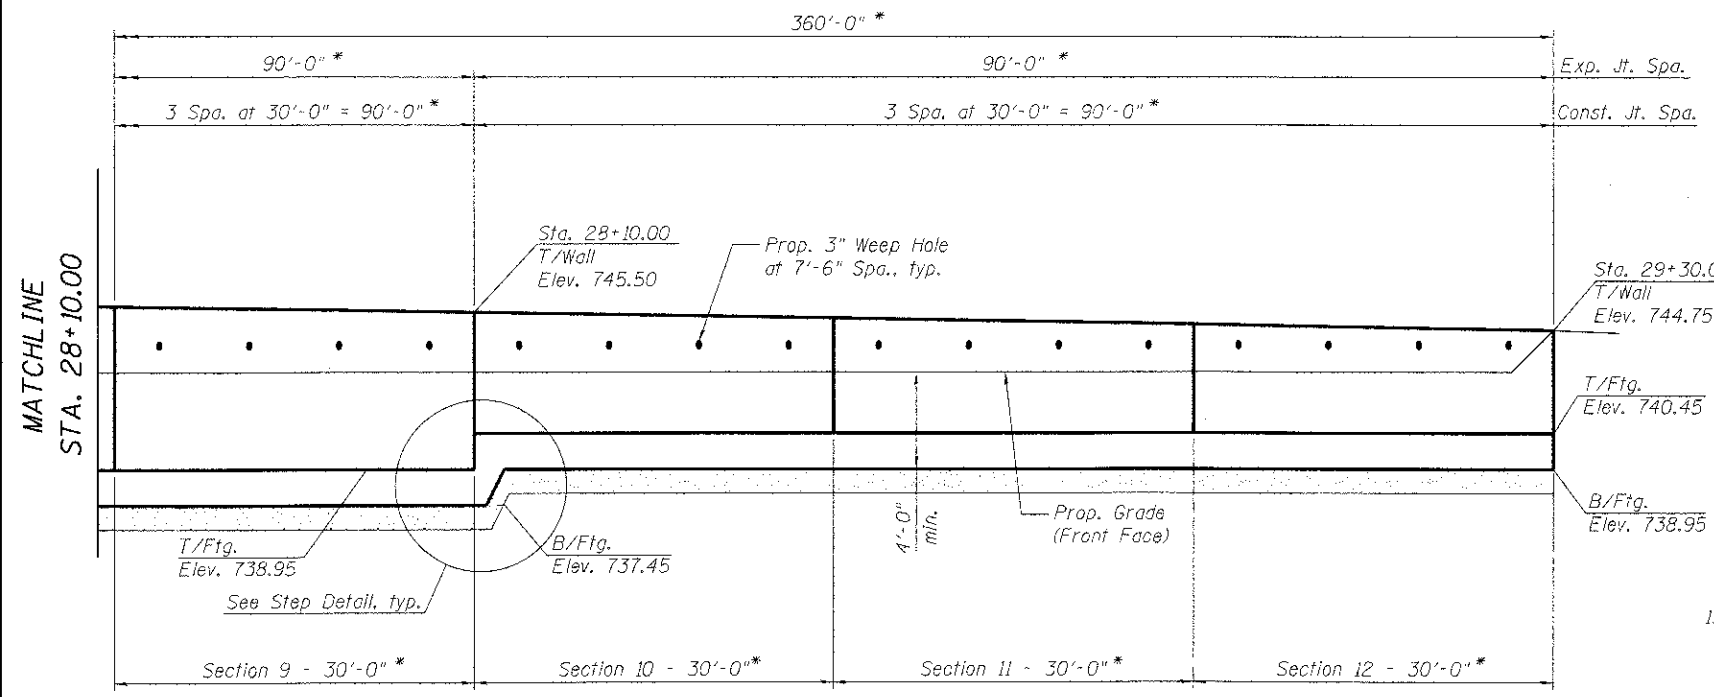 360'-0" *
90'-0" *
90'-0" *
Exp. Jt. Spa.
3 Spa. at 30'-0" = 90'-0" *
3 Spa. at 30'-0" = 90'-0" *
Const. Jt. Spa.
MATCHLINE
STA. 28+10.00
Sta. 28+10.00
T/Wall
Elev. 745.50
Prop. 3" Weep Hole
at 7'-6" Spa., typ.
Sta. 29+30.0
T/Wall
Elev. 744.75
T/Ftg.
Elev. 740.45
4'-0"
min.
Prop. Grade
(Front Face)
B/Ftg.
Elev. 738.95
T/Ftg.
Elev. 738.95
B/Ftg.
Elev. 737.45
See Step Detail, typ.
Section 9 - 30'-0" *
Section 10 - 30'-0" *
Section 11 - 30'-0" *
Section 12 - 30'-0" *